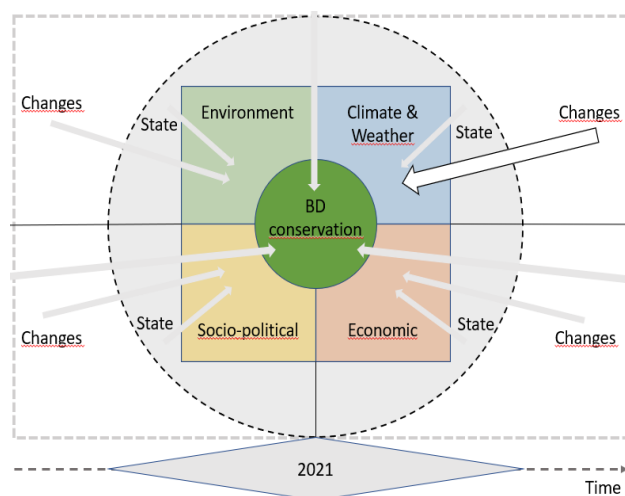 Changes
Environment
Climate &
Weather
Changes
State
State
BD
conservation
Changes
State
Socio-political
Economic
State
Changes
2021
Time